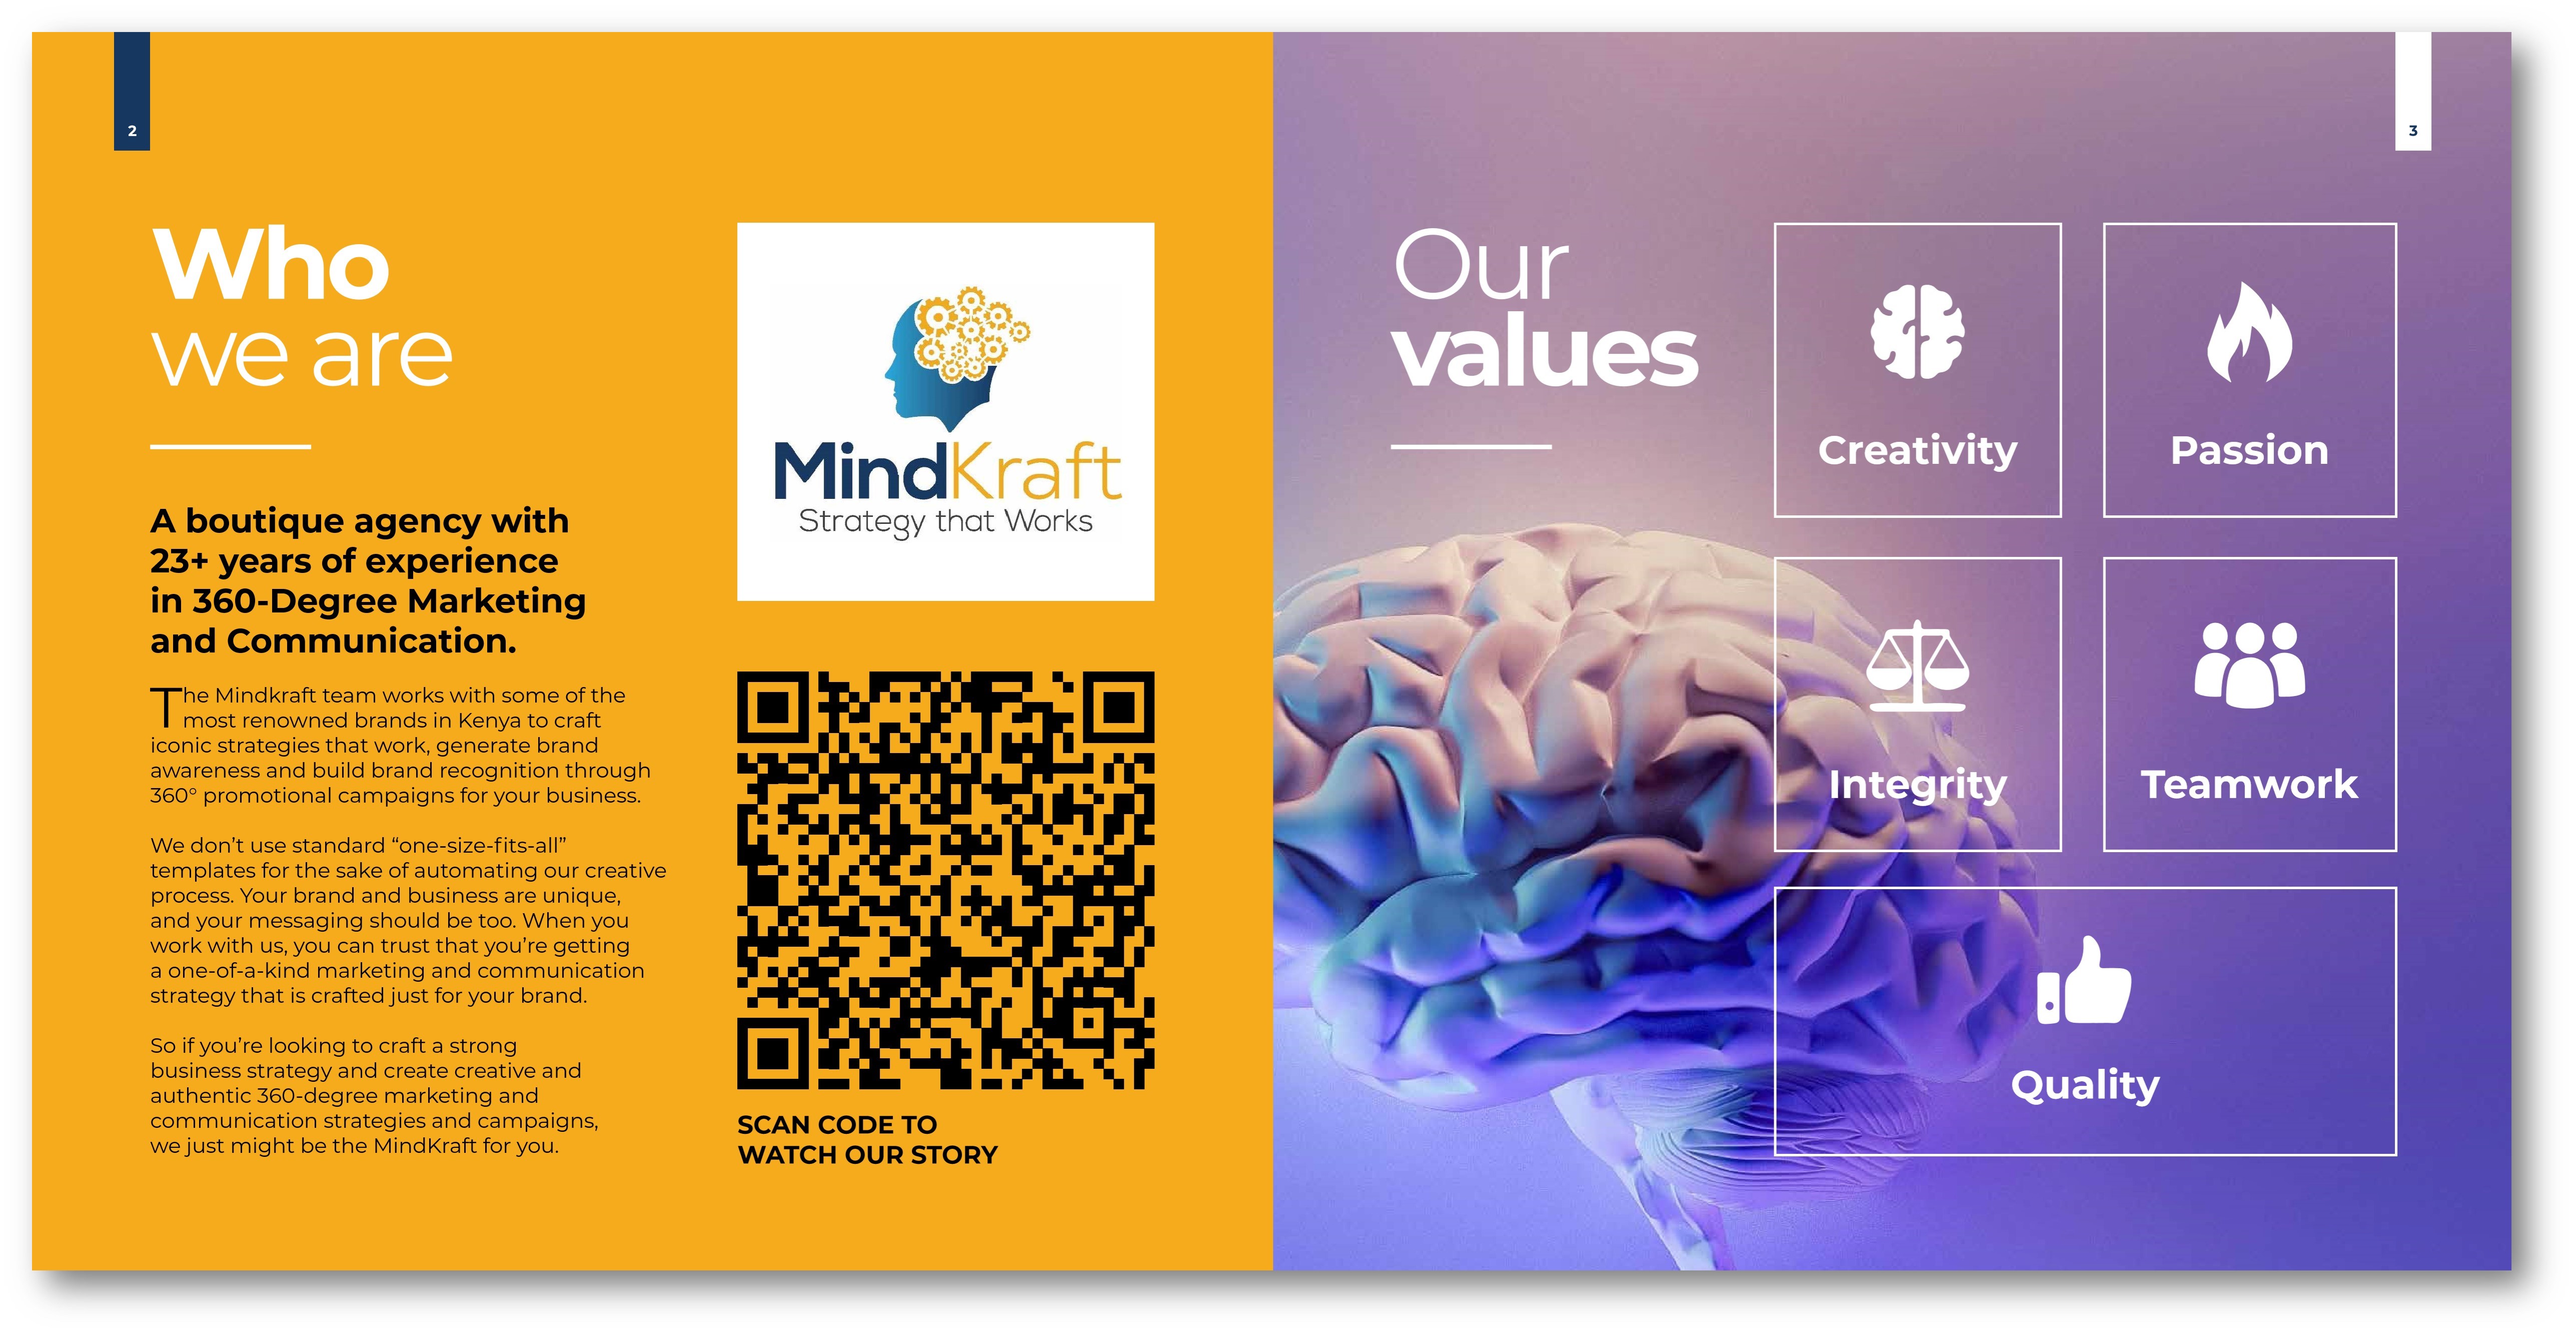 2
Who
we are
A boutique agency with
23+ years of experience
in 360-Degree Marketing
and Communication.
The Mindkraft team works with some of the
most renowned brands in Kenya to craft
iconic strategies that work, generate brand
awareness and build brand recognition through
360° promotional campaigns for your business.
We don’t use standard “one-size-fits-all”
templates for the sake of automating our creative
process. Your brand and business are unique,
and your messaging should be too. When you
work with us, you can trust that you’re getting
a one-of-a-kind marketing and communication
strategy that is crafted just for your brand.
So if you’re looking to craft a strong
business strategy and create creative and
authentic 360-degree marketing and
communication strategies and campaigns,
we just might be the MindKraft for you.
MindKraft
Strategy that Works
SCAN CODE TO
WATCH OUR STORY
3
Our
values
Creativity
Passion
Integrity
Teamwork
Quality